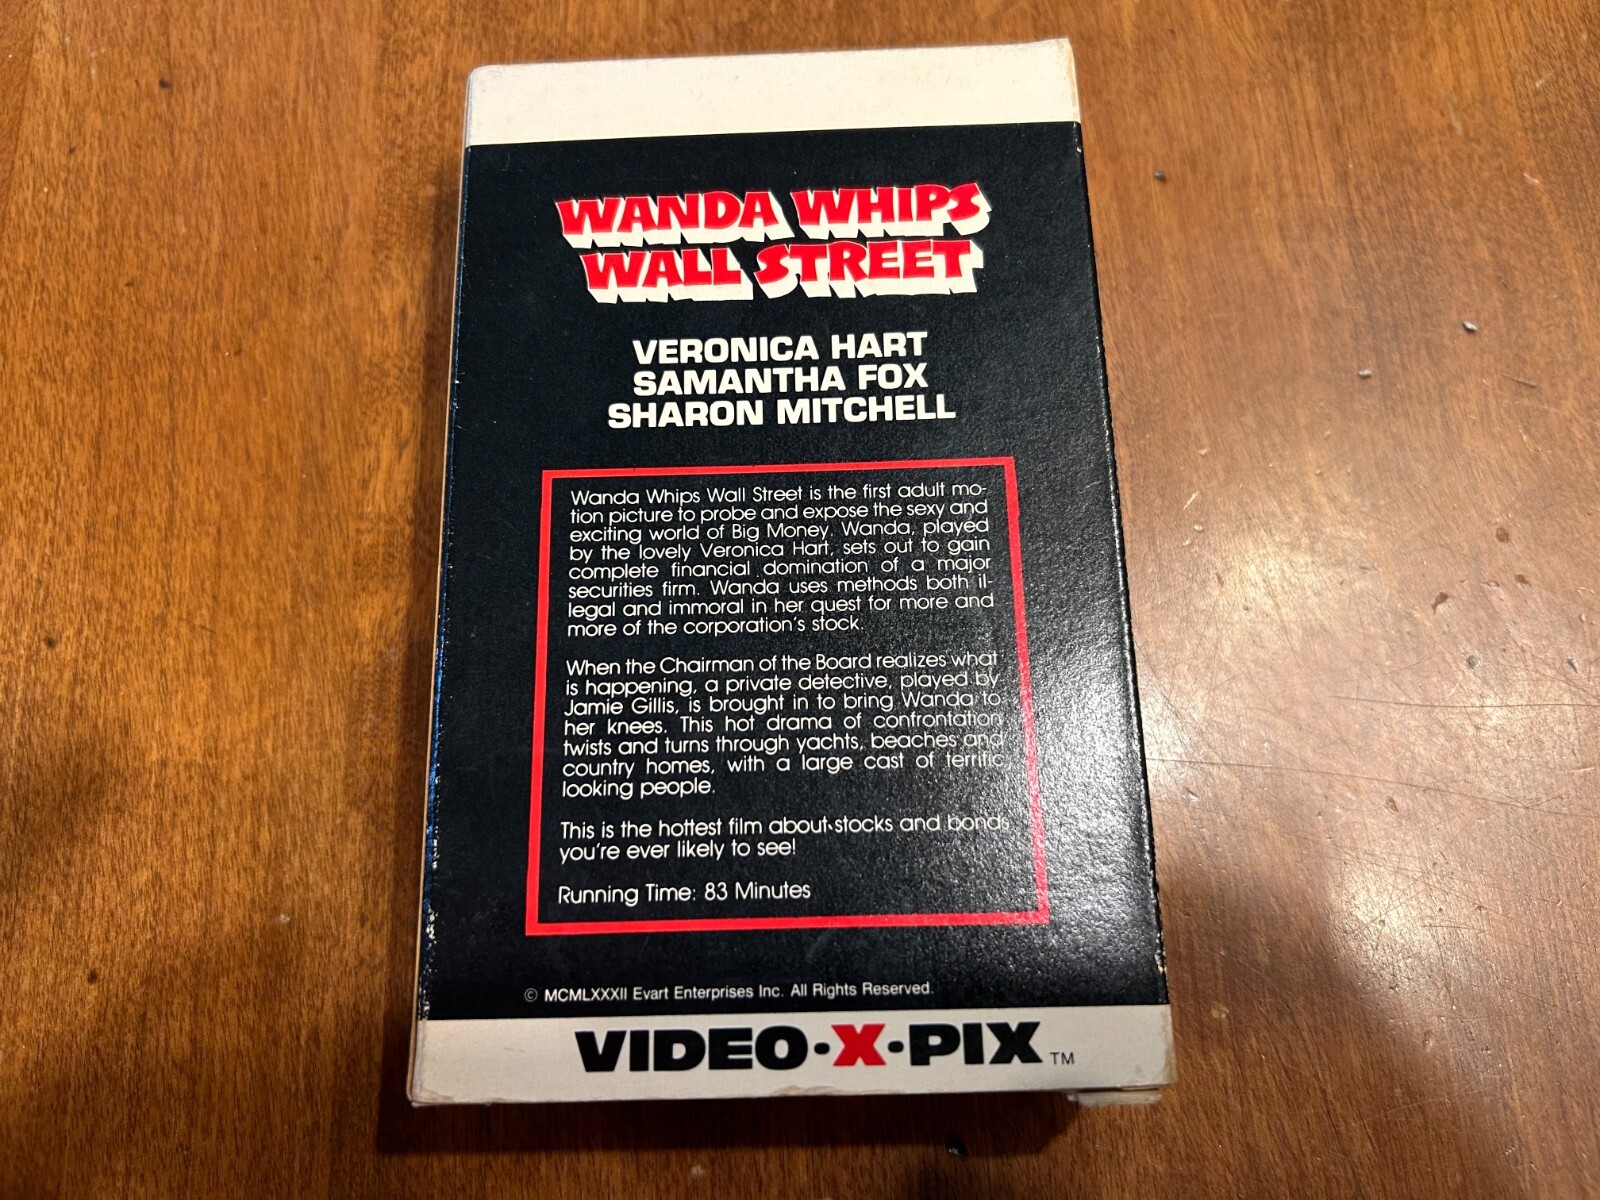 WANDA WHIPS
WALL STREET
VERONICA HART
SAMANTHA FOX
SHARON MITCHELL
Wanda Whips Wall Street is the first adult mo-
tion picture to probe and expose the sexy and
exciting world of Big Money. Wanda, played
by the lovely Veronica Hart, sets out to gain
complete financial domination of a major
securities firm. Wanda uses methods both il-
legal and immoral in her quest for more and
more of the corporation's stock.
When the Chairman of the Board realizes what
is happening, a private detective, played by
Jamie Gillis, is brought in to bring Wanda to
her knees. This hot drama of confrontation
twists and turns through yachts, beaches and
country homes, with a large cast of terrific
looking people.
This is the hottest film about stocks and bonds
you're ever likely to see!
Running Time: 83 Minutes
© MCMLXXXII Evart Enterprises Inc. All Rights Reserved.
VIDEO·X·PIX TM